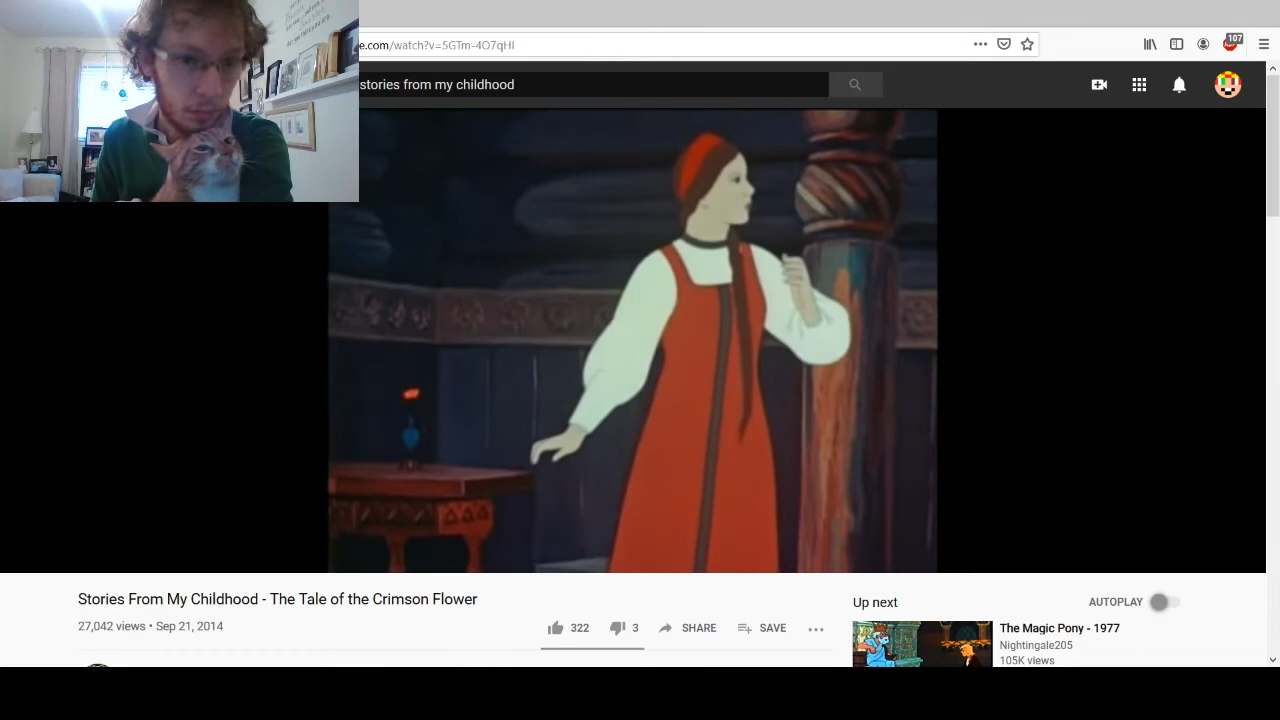 e.com/watch?v=5GTm-4O7qHI
107
stories from my childhood
Stories From My Childhood - The Tale of the Crimson Flower
27,042 views • Sep 21, 2014
322
3
SHARE
SAVE
Up next
AUTOPLAY
The Magic Pony - 1977
Nightingale205
105K views